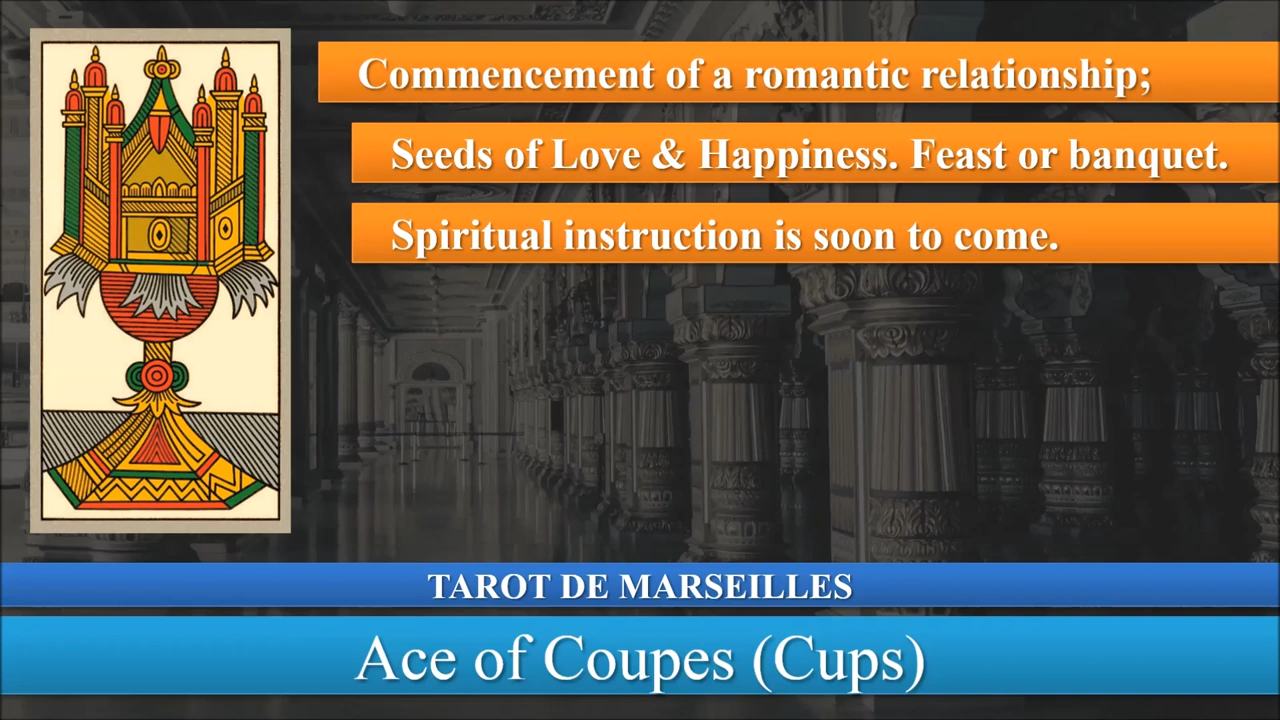 Commencement of a romantic relationship;
Seeds of Love & Happiness. Feast or banquet.
Spiritual instruction is soon to come.
TAROT DE MARSEILLES
Ace of Coupes (Cups)